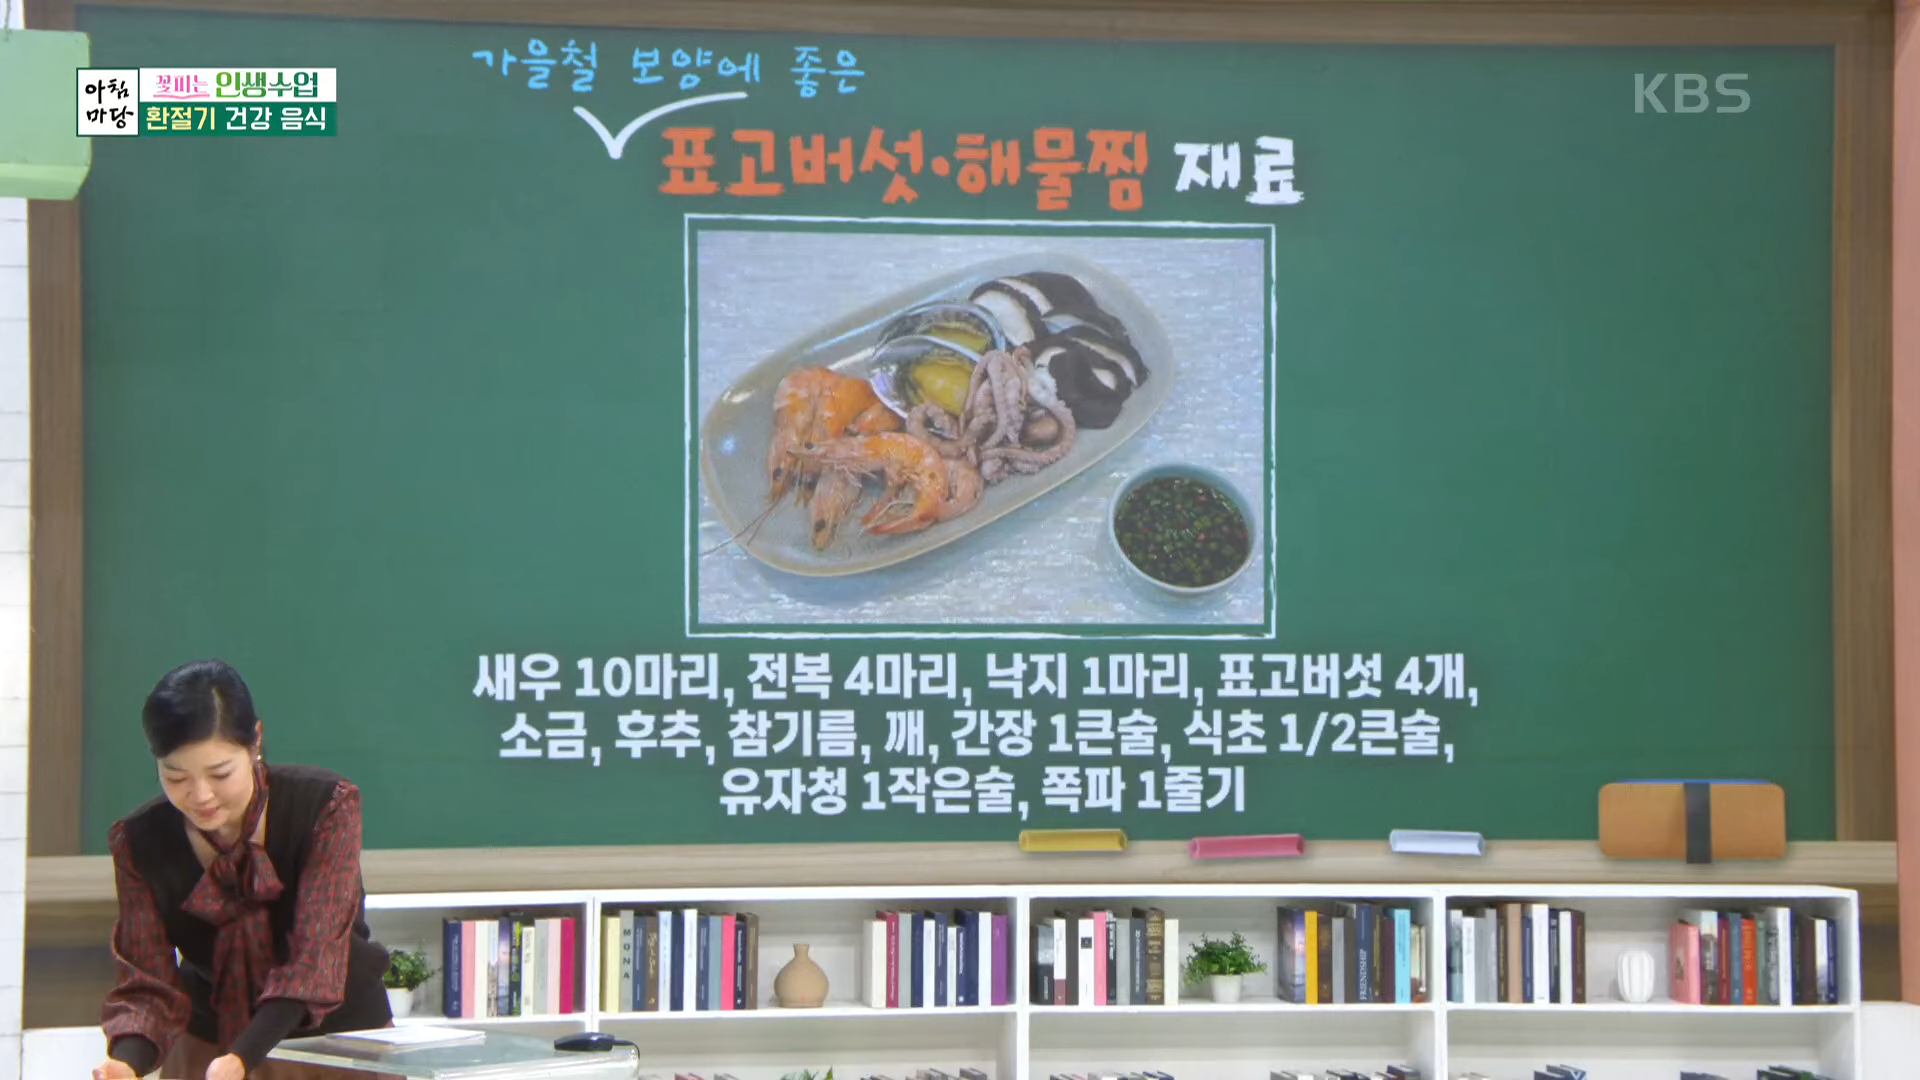 아침
마당
꽃피는 인생수업
환절기 건강 음식
KBS
가을철 보양에 좋은
표고버섯·해물찜 재료
새우 10마리, 전복 4마리, 낙지 1마리, 표고버섯 4개,
소금, 후추, 참기름, 깨, 간장 1큰술, 식초 1/2큰술,
유자청 1작은술, 쪽파 1줄기
MONA